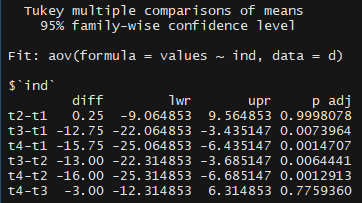 Tukey multiple comparisons of means
95% family-wise confidence level
Fit: aov(formula = values ~ ind, data = d)
$`ind`
diff lwr upr p adj
t2-t1 0.25 -9.064853 9.564853 0.9998078
t3-t1 -12.75 -22.064853 -3.435147 0.0073964
t4-t1 -15.75 -25.064853 -6.435147 0.0014707
t3-t2 -13.00 -22.314853 -3.685147 0.0064441
t4-t2 -16.00 -25.314853 -6.685147 0.0012913
t4-t3 -3.00 -12.314853 6.314853 0.7759360